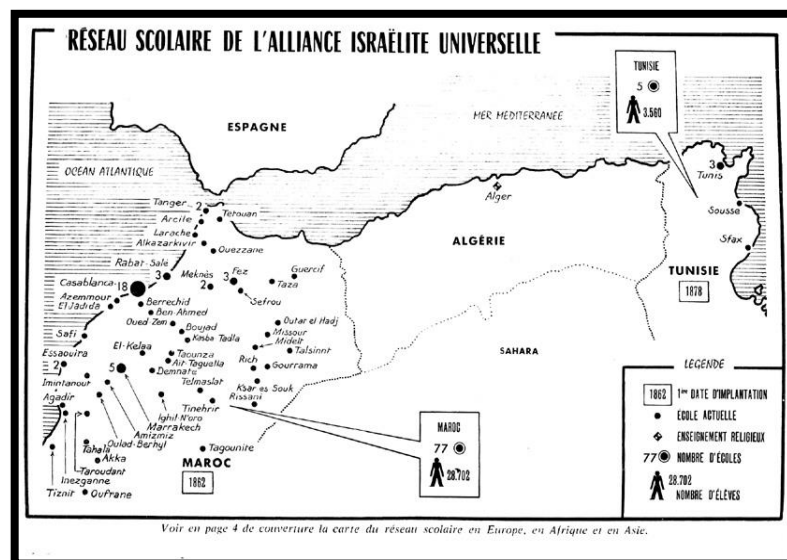 RÉSEAU SCOLAIRE DE L'ALLIANCE ISRAÉLITE UNIVERSELLE
TUNISIE
5
3.560
ESPAGNE
MER MEDITERRANÉE
OCEAN ATLANTIQUE
3
Tunis
Alger
Tanger 2
Tetouan
Arcile
Larache
Alkazarkivir
Ouezzane
Sousse
Sfax
ALGÉRIE
TUNISIE
1878
Rabat-Salé
3
Meknès
2
3 Fez
Sefrou
Guercif
Taza
Casablanca 18
Azemmour
El Jadida
Berrechid
Ben-Ahmed
Oued-Zem
Boujad
Kasba Tadla
Outat el Hadj
Missour
Midelt
Talsinnt
SAHARA
Safi
El-Kelaa
Taounza
Ait-Taguella
Demnate
Rich
Gourrama
Essaouira
2
5
Imintanout
Telmaslat
Ksar es Souk
Rissani
Agadir
Tinehrir
Ighil N'oro
Marrakech
Amizmiz
Oulad-Berhyl
Tagounite
Tahala
Akka
Taroudant
Inezganne
Tiznit
Oufrane
MAROC
1862
MAROC
77
28.702
LEGENDE
1862 1ère DATE D'IMPLANTATION
ÉCOLE ACTUELLE
ENSEIGNEMENT RELIGIEUX
77 NOMBRE D'ÉCOLES
28.702
NOMBRE D'ÉLÈVES
Voir en page 4 de couverture la carte du réseau scolaire en Europe, en Afrique et en Asie.